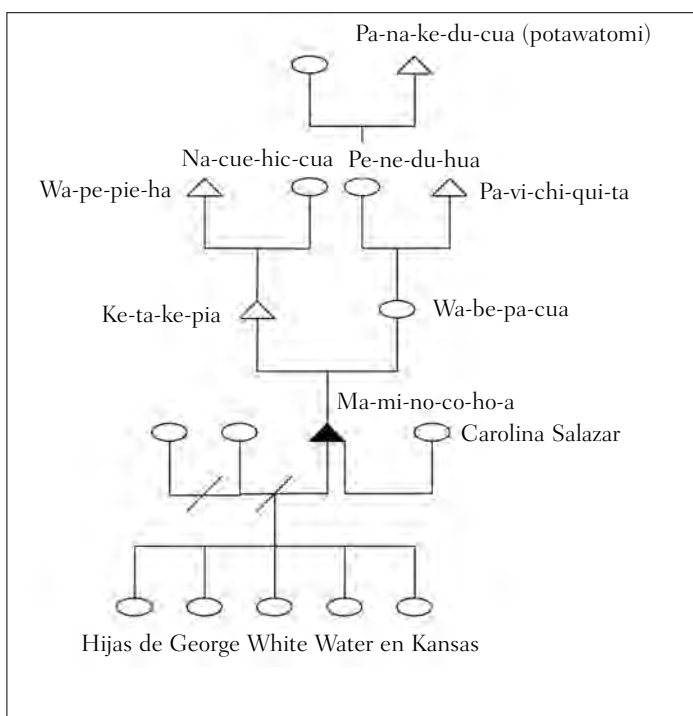 Pa-na-ke-du-cua (potawatomi)
Na-cue-hic-cua
Pe-ne-du-hua
Wa-pe-pie-ha
Pa-vi-chi-qui-ta
Ke-ta-ke-pia
Wa-be-pa-cua
Ma-mi-no-co-ho-a
Carolina Salazar
Hijas de George White Water en Kansas